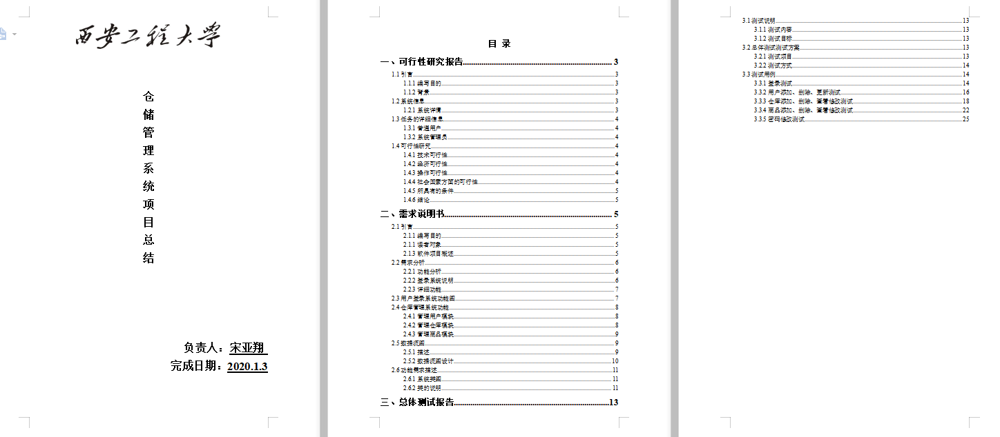 西安工程大学
仓
储
管
理
系
统
项
目
总
结
负责人：宋亚翔
完成日期：2020.1.3
目 录
一、可行性研究报告 3
1.1 引言 3
1.1.1 编写目的 3
1.1.2 背景 3
1.2 系统信息 3
1.2.1 系统详情 3
1.3 任务的详细信息 4
1.3.1 普通用户 4
1.3.2 系统管理员 4
1.4 可行性研究 4
1.4.1 技术可行性 4
1.4.2 经济可行性 4
1.4.3 操作可行性 4
1.4.4 社会因素方面的可行性 4
1.4.5 所具有的条件 5
1.4.6 结论 5
二、需求说明书 5
2.1 引言 5
2.1.1 编写目的 5
2.1.1 读者对象 5
2.1.3 软件项目概述 5
2.2 需求分析 6
2.2.1 功能分析 6
2.2.2 登录系统说明 6
2.2.3 详细功能 7
2.3 用户登录系统功能图 7
2.4 仓库管理系统功能 8
2.4.1 管理用户模块 8
2.4.2 管理仓库模块 8
2.4.3 管理商品模块 9
2.5 数据流图 9
2.5.1 描述 9
2.5.2 数据流图设计 10
2.6 功能需求描述 11
2.6.1 系统类图 11
2.6.2 类的说明 11
三、总体测试报告 13
3.1 测试说明 13
3.1.1 测试内容 13
3.1.2 测试目标 13
3.2 总体测试测试方案 13
3.2.1 测试项目 13
3.2.2 测试方式 14
3.3 测试用例 14
3.3.1 登录测试 14
3.3.2 用户添加、删除、更新测试 16
3.3.3 仓库添加、删除、查看修改测试 18
3.3.4 商品添加、删除、查看修改测试 22
3.3.5 密码修改测试 25